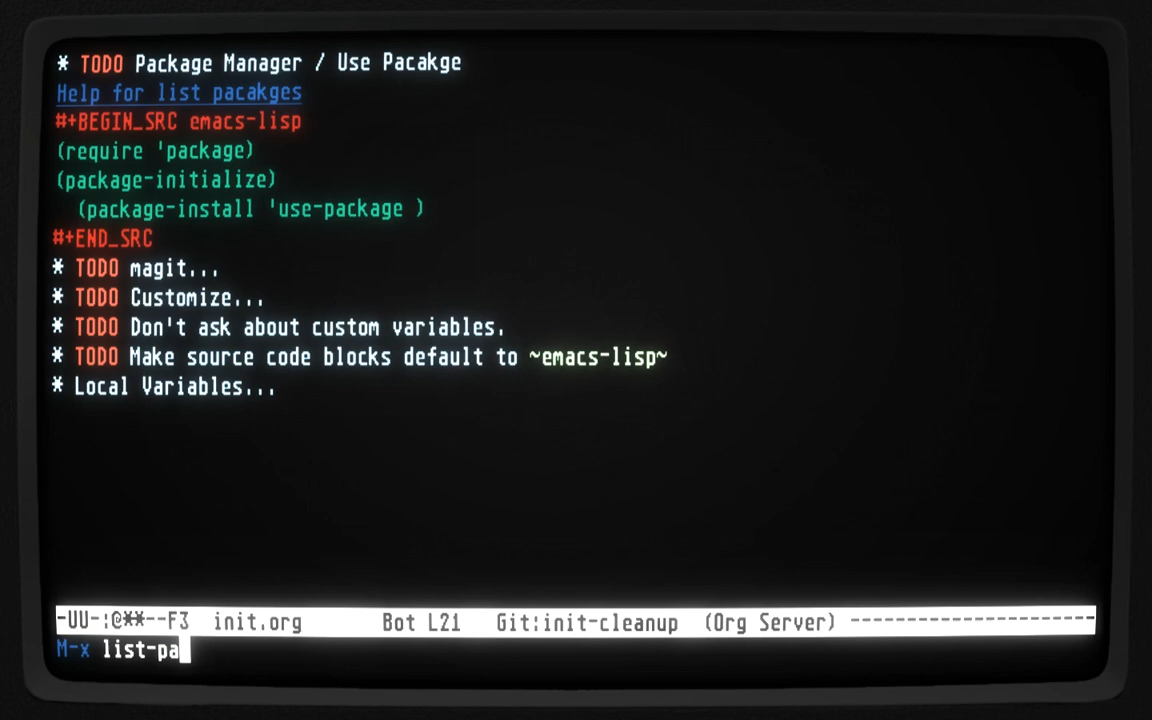 * TODO Package Manager / Use Pacakge
Help for list pacakges
#+BEGIN_SRC emacs-lisp
(require 'package)
(package-initialize)
(package-install 'use-package )
#+END_SRC
* TODO magit...
* TODO Customize...
* TODO Don't ask about custom variables.
* TODO Make source code blocks default to ~emacs-lisp~
* Local Variables...
-UU-:@**--F3 init.org Bot L21 Git:init-cleanup (Org Server) ----------------------
M-x list-pa